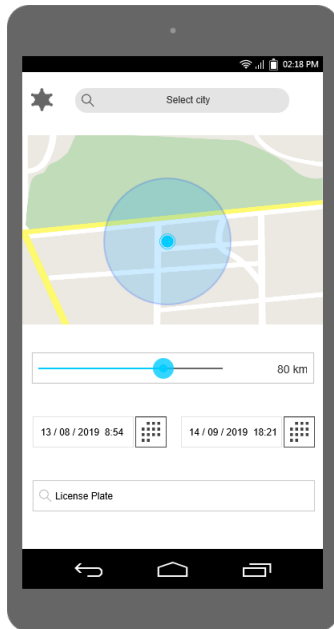 02:18 PM
Select city
80 km
13 / 08 / 2019 8:54
14 / 09 / 2019 18:21
License Plate